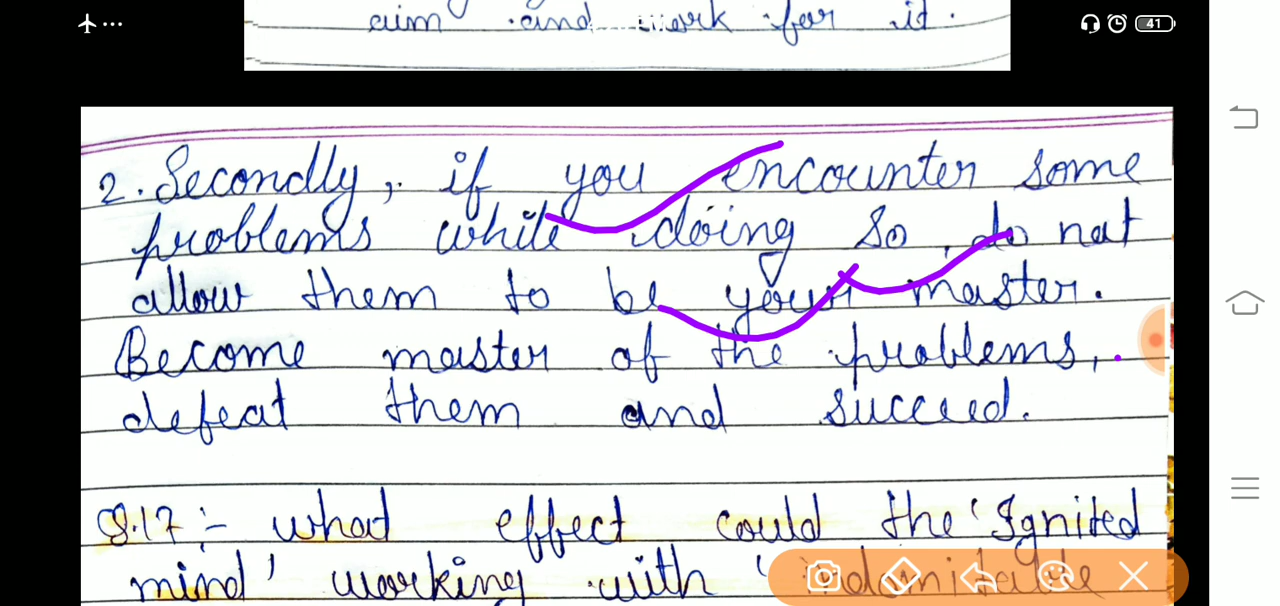 aim and work for it.
41
2. Secondly, if you encounter some
problems while doing so, do not
allow them to be your master.
Become master of the problems,
defeat them and succeed.
Q.17:- what effect could the 'Ignited
mind' working with 'indomitable